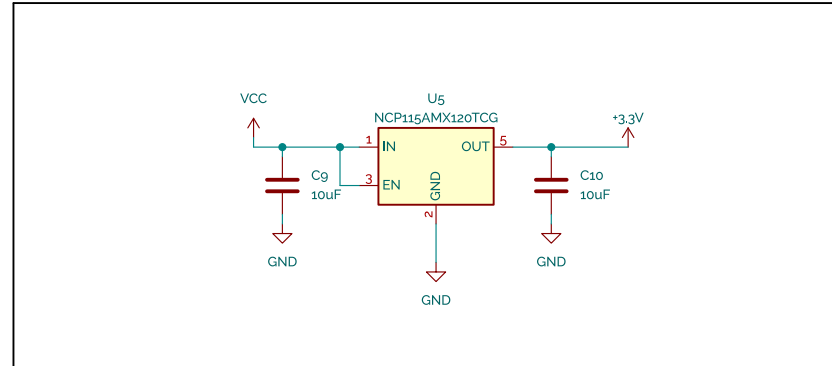 VCC
U5
NCP115AMX120TCG
+3.3V
1
IN
OUT
5
C9
10uF
3
EN
GND
2
C10
10uF
GND
GND
GND